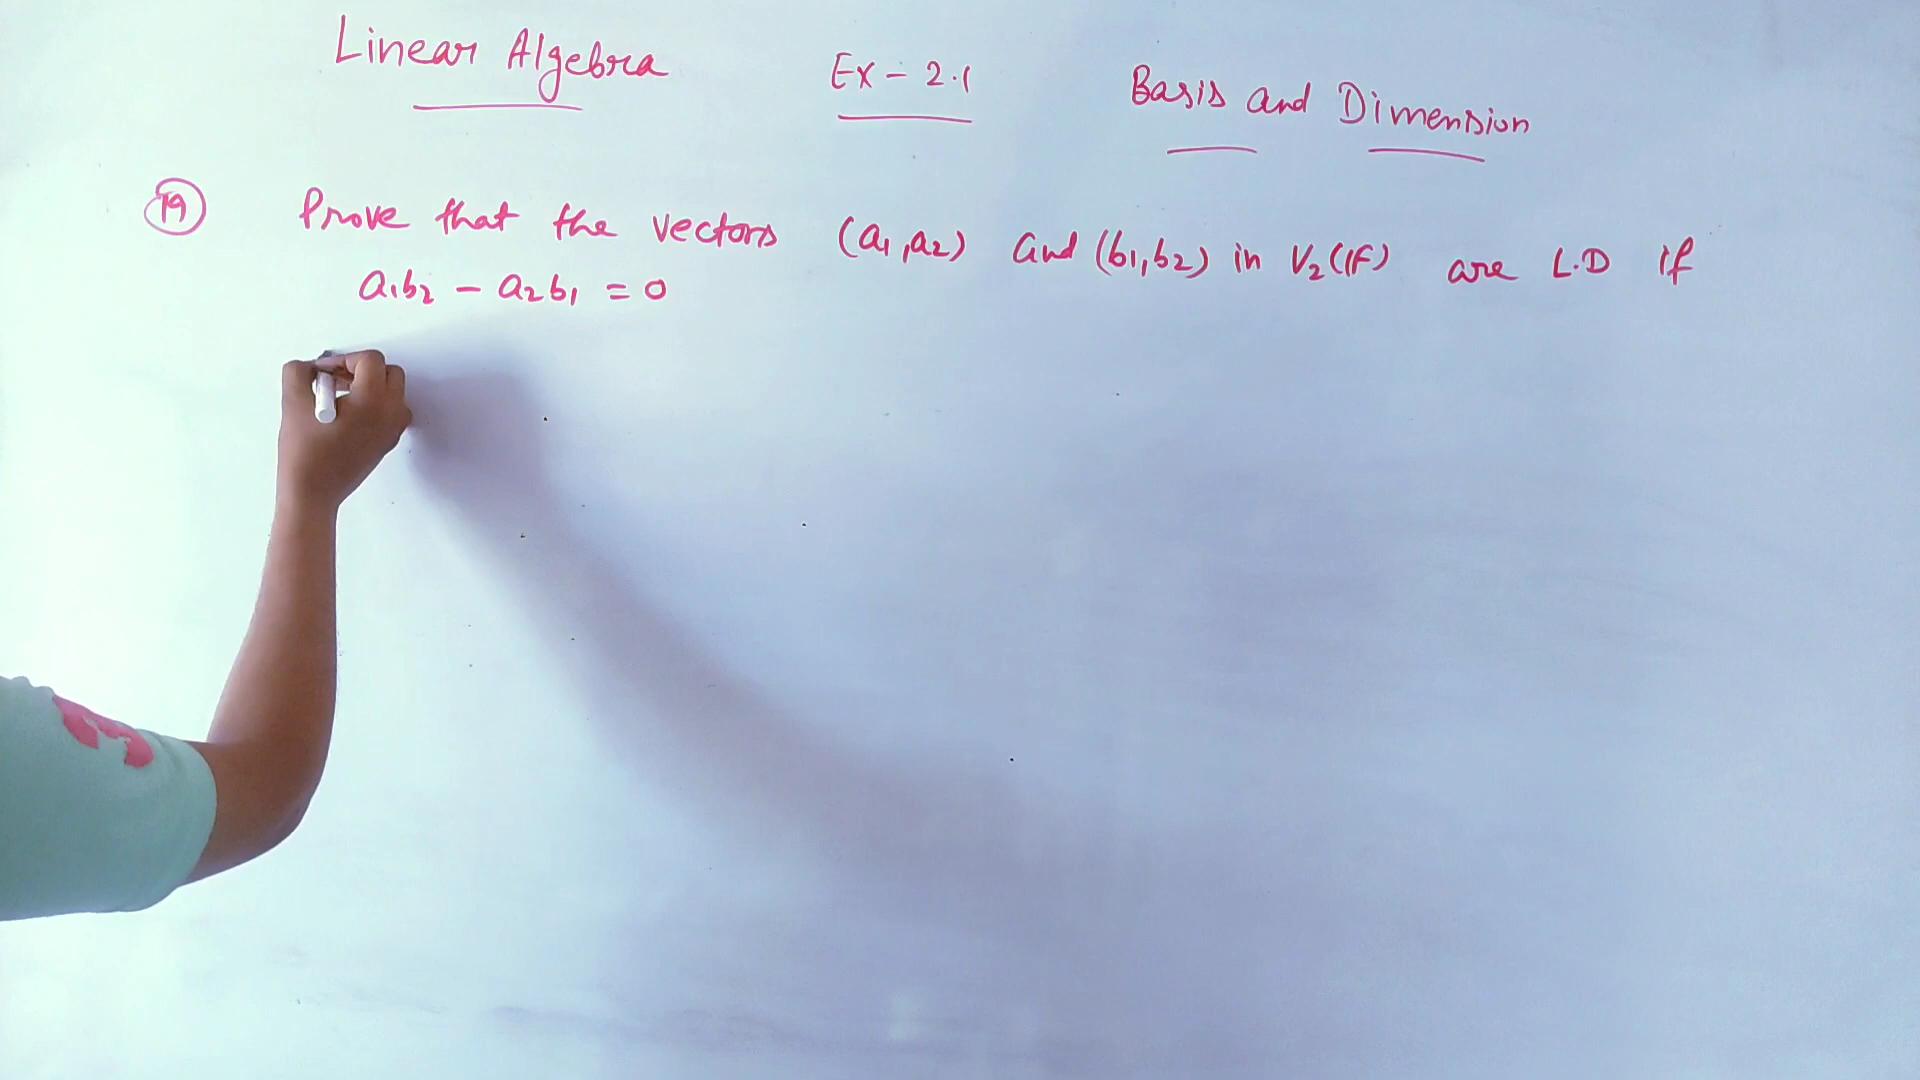 Linear Algebra Ex - 2.1 Basis and Dimension
19 Prove that the vectors (a₁,a₂) and (b₁,b₂) in V₂(F) are L.D if
a₁b₂ - a₂b₁ = 0